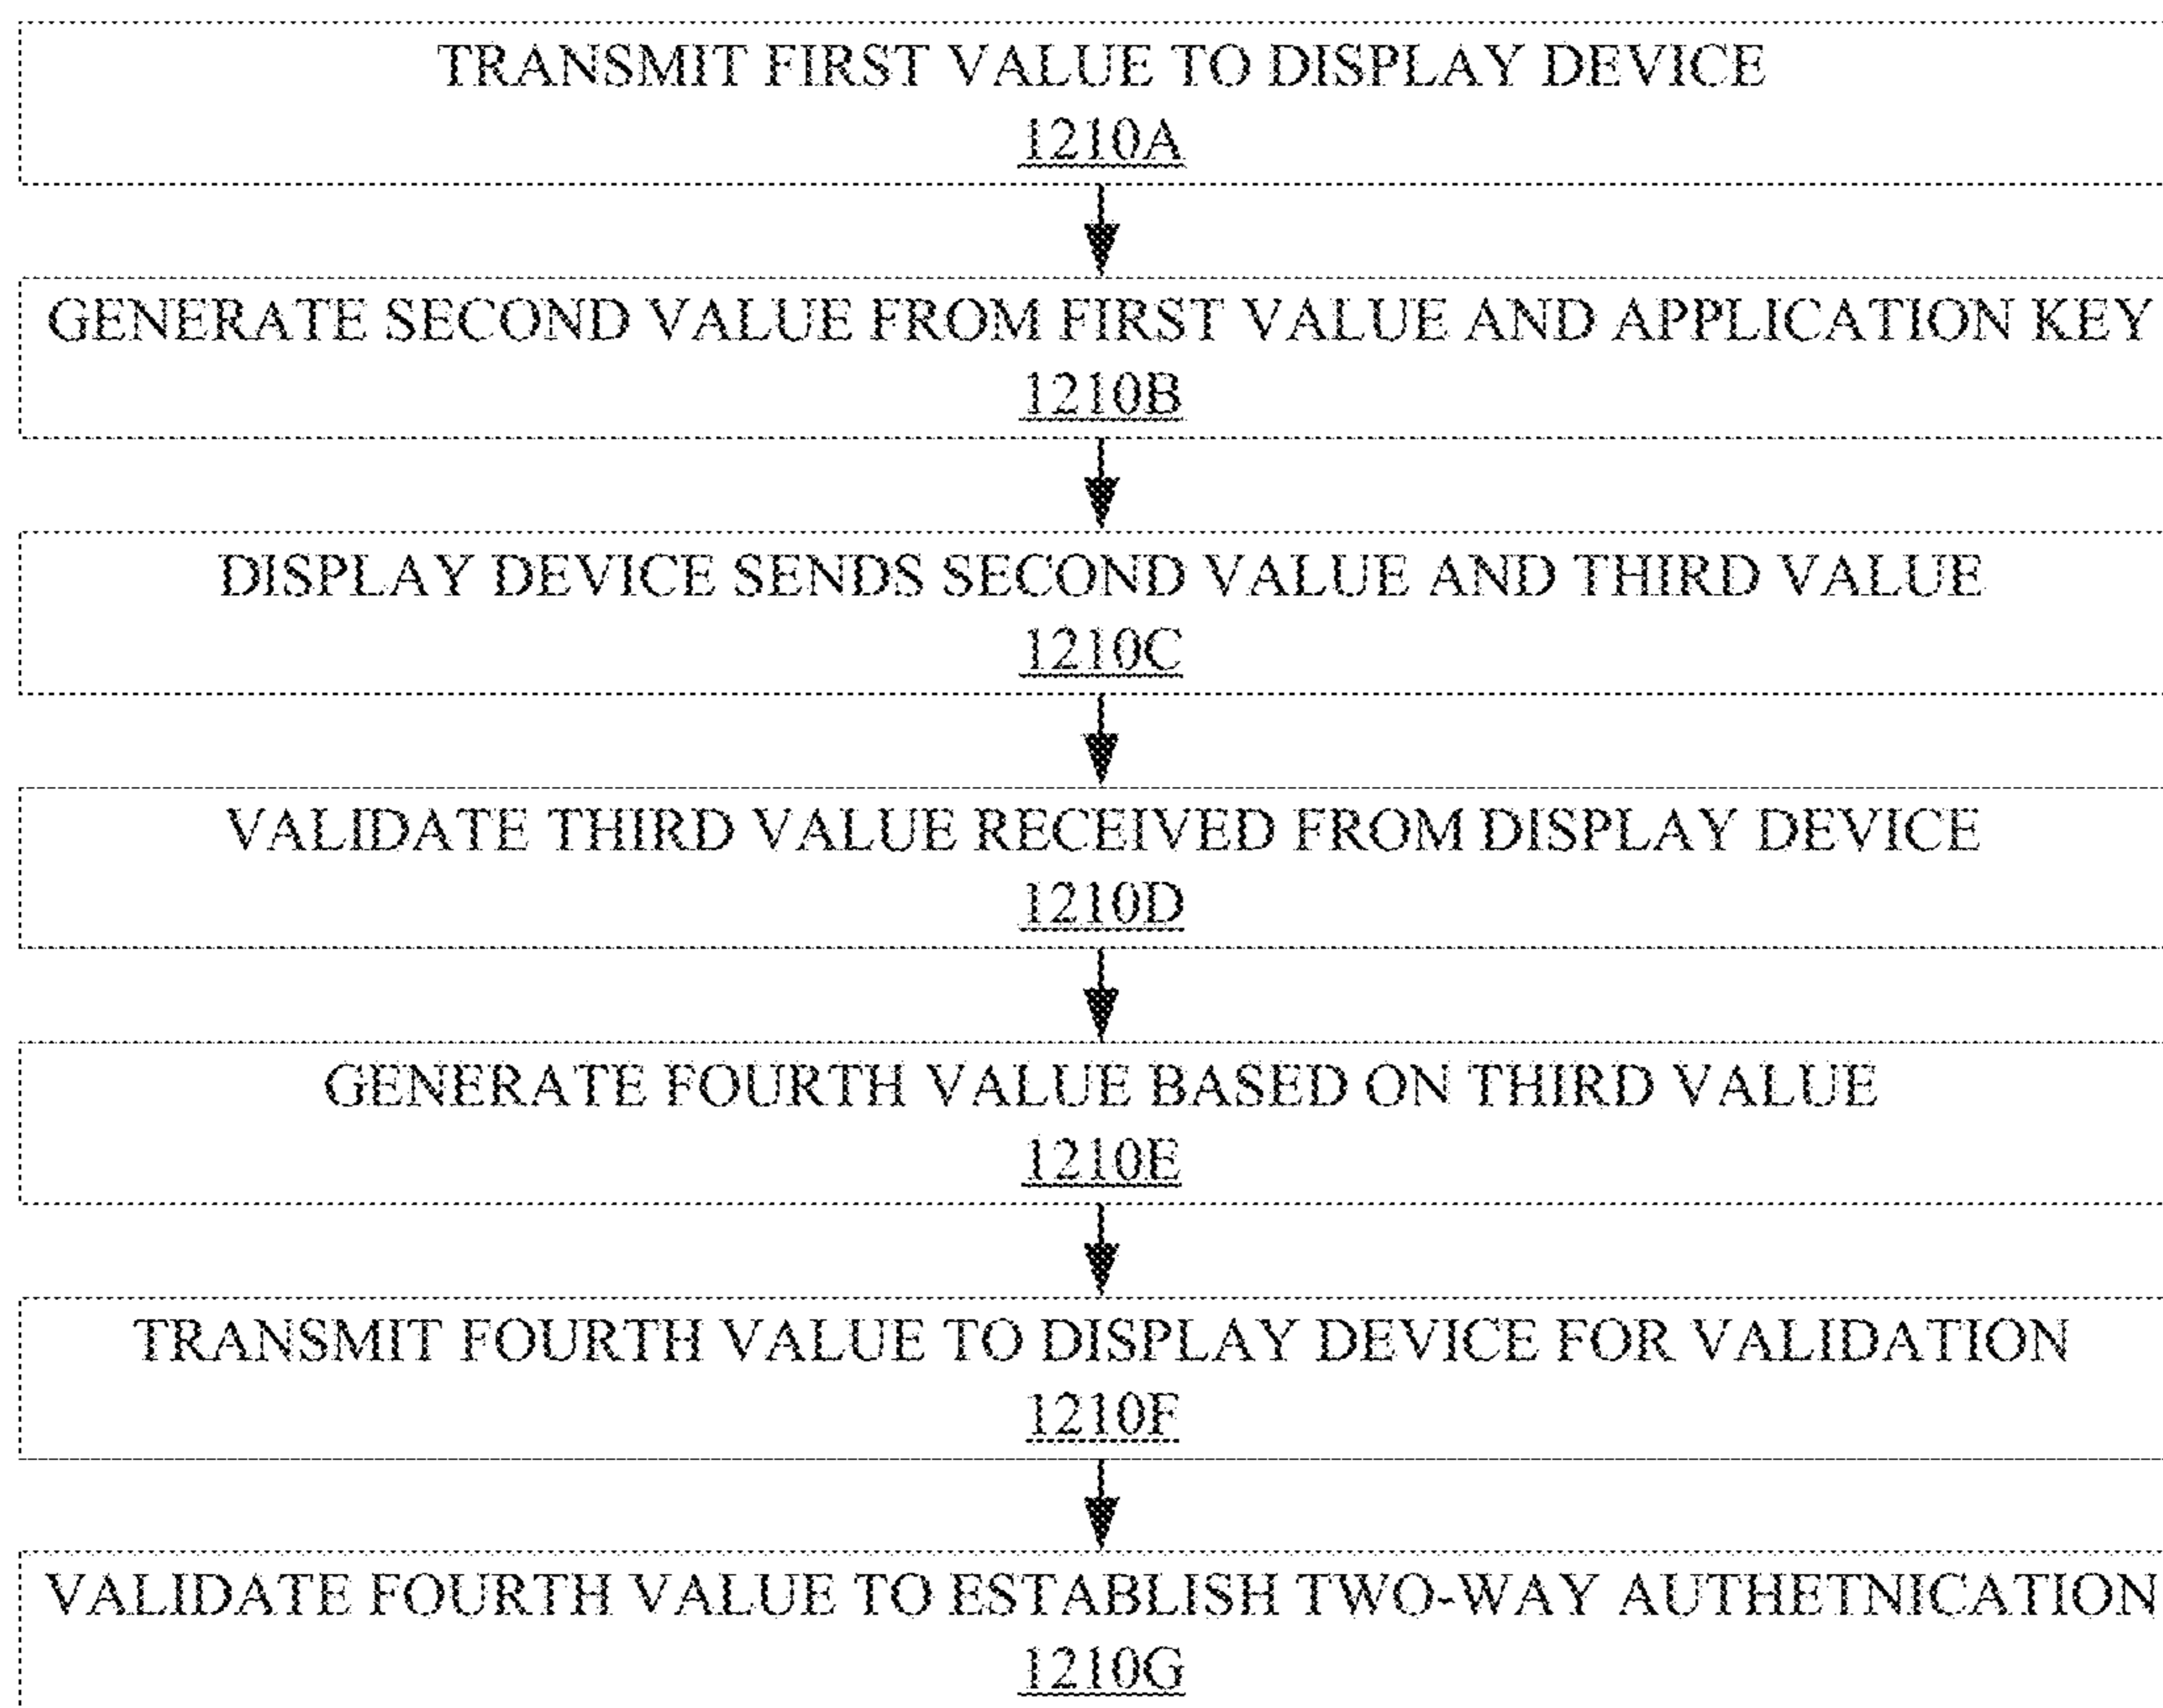 TRANSMIT FIRST VALUE TO DISPLAY DEVICE
1210A
GENERATE SECOND VALUE FROM FIRST VALUE AND APPLICATION KEY
1210B
DISPLAY DEVICE SENDS SECOND VALUE AND THIRD VALUE
1210C
VALIDATE THIRD VALUE RECEIVED FROM DISPLAY DEVICE
1210D
GENERATE FOURTH VALUE BASED ON THIRD VALUE
1210E
TRANSMIT FOURTH VALUE TO DISPLAY DEVICE FOR VALIDATION
1210F
VALIDATE FOURTH VALUE TO ESTABLISH TWO-WAY AUTHETNICATION
1210G